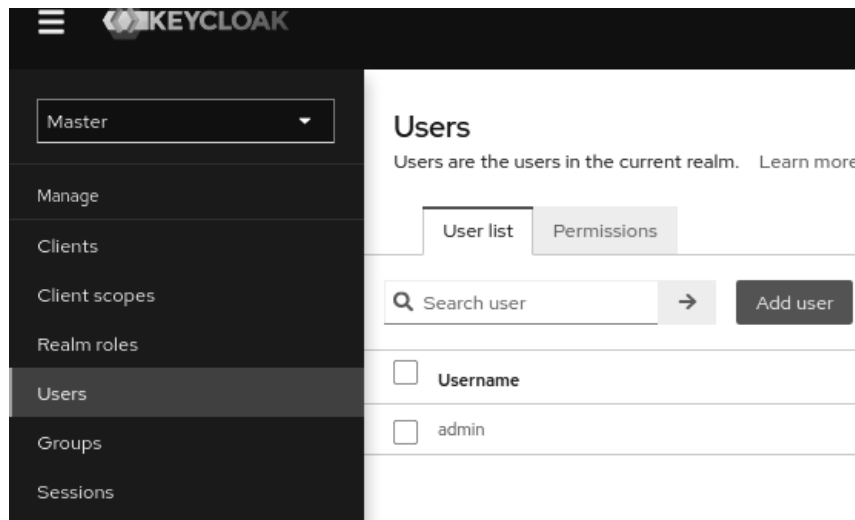 KEYCLOAK
Master
Manage
Clients
Client scopes
Realm roles
Users
Groups
Sessions
Users
Users are the users in the current realm. Learn more
User list
Permissions
Search user
Add user
Username
admin